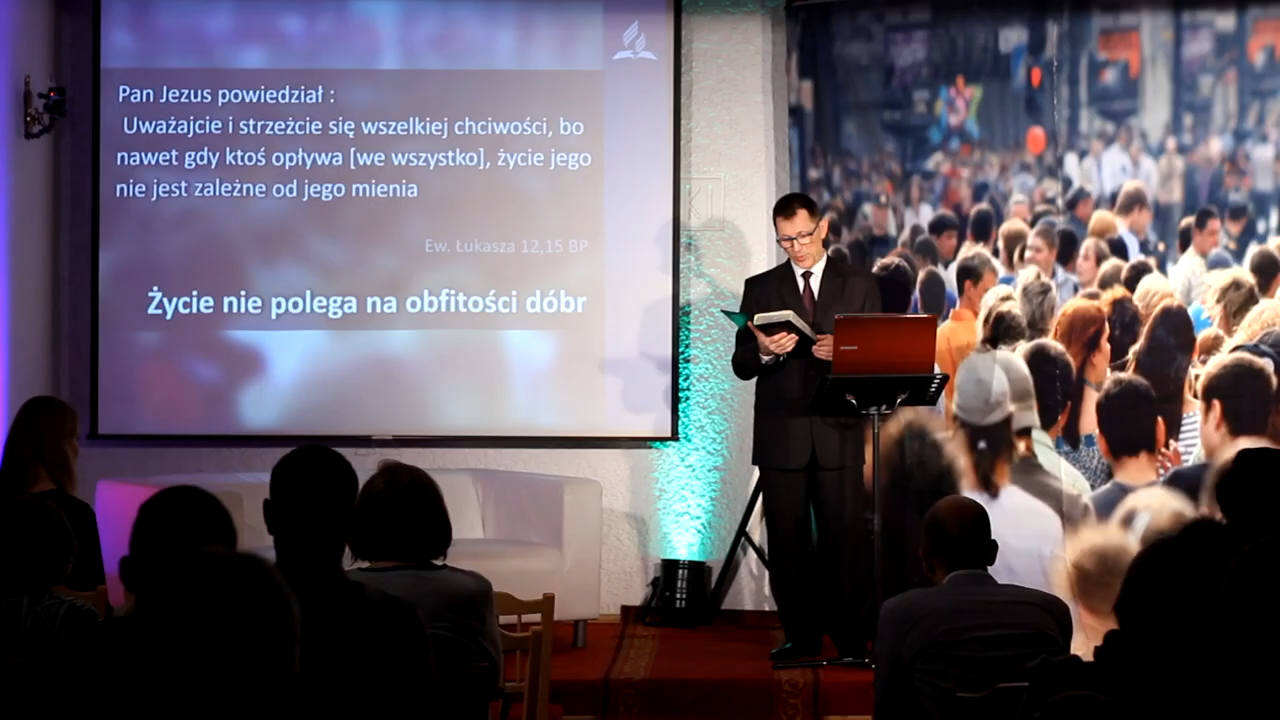 Pan Jezus powiedział :
Uważajcie i strzeżcie się wszelkiej chciwości, bo
nawet gdy ktoś opływa [we wszystko], życie jego
nie jest zależne od jego mienia
Ew. Łukasza 12,15 BP
Życie nie polega na obfitości dóbr
SAMSUNG